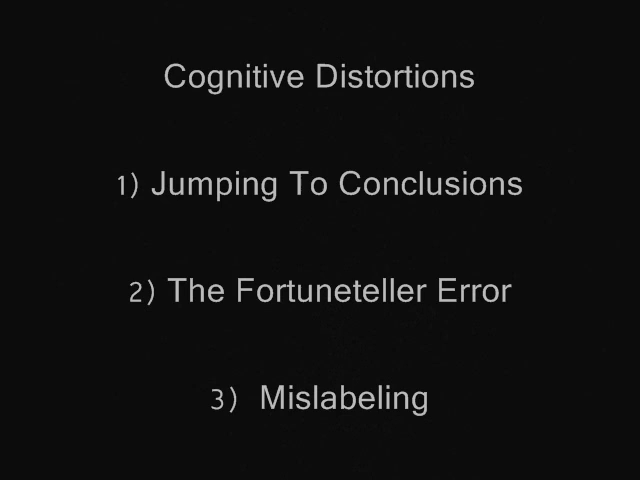 Cognitive Distortions
1) Jumping To Conclusions
2) The Fortuneteller Error
3) Mislabeling